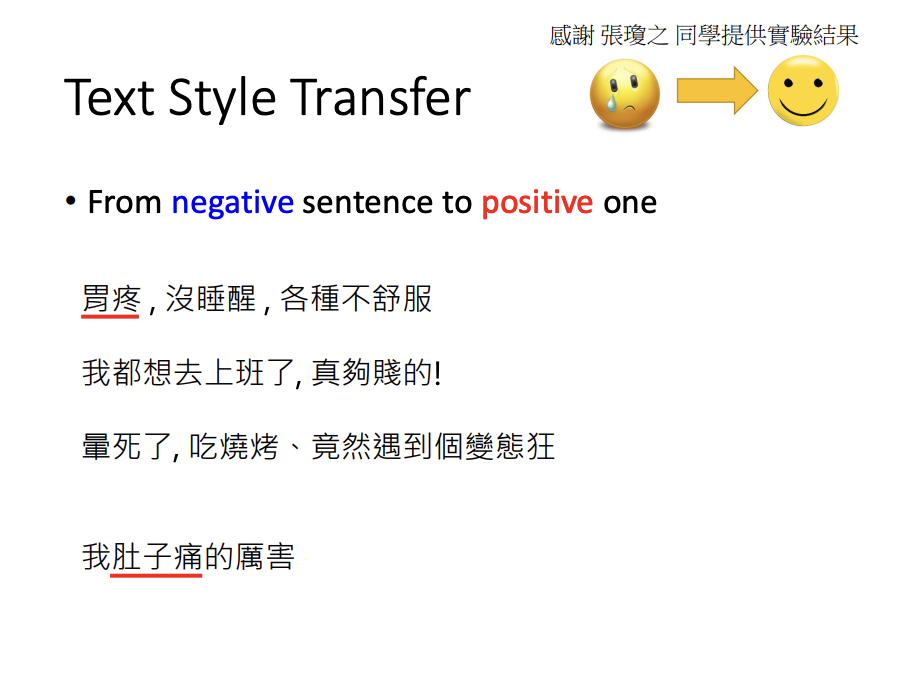 感謝 張瓊之 同學提供實驗結果
Text Style Transfer
• From negative sentence to positive one
胃疼 , 沒睡醒 , 各種不舒服
我都想去上班了, 真夠賤的!
暈死了, 吃燒烤、竟然遇到個變態狂
我肚子痛的厲害